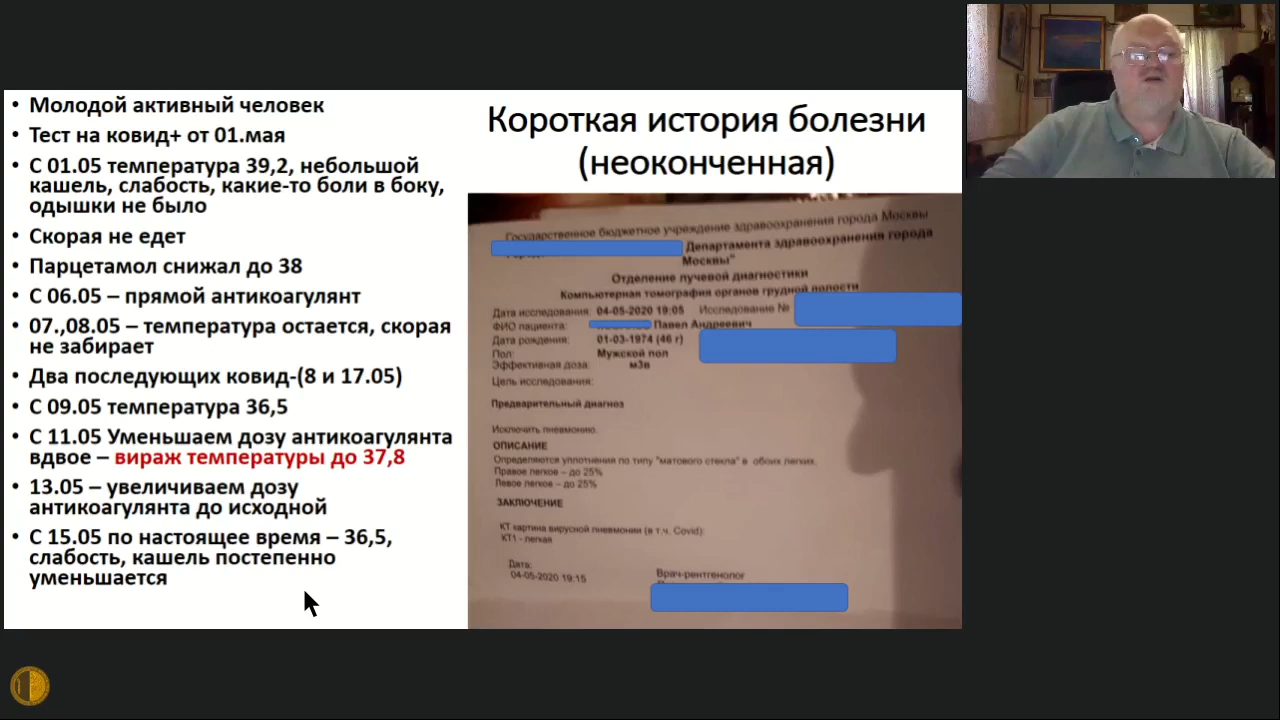 • Молодой активный человек
• Тест на ковид+ от 01.мая
• С 01.05 температура 39,2, небольшой
кашель, слабость, какие-то боли в боку,
одышки не было
• Скорая не едет
• Парцетамол снижал до 38
• С 06.05 – прямой антикоагулянт
• 07.,08.05 – температура остается, скорая
не забирает
• Два последующих ковид-(8 и 17.05)
• С 09.05 температура 36,5
• С 11.05 Уменьшаем дозу антикоагулянта
вдвое – вираж температуры до 37,8
• 13.05 – увеличиваем дозу
антикоагулянта до исходной
• С 15.05 по настоящее время – 36,5,
слабость, кашель постепенно
уменьшается
Короткая история болезни
(неоконченная)
Государственное бюджетное учреждение здравоохранения города Москвы
Департамента здравоохранения города
Москвы"
Отделение лучевой диагностики
Компьютерная томография органов грудной полости
Дата исследования: 04-05-2020 19:05 Исследование №
ФИО пациента: Павел Андреевич
Дата рождения: 01-03-1974 (46 г)
Пол: Мужской пол
Эффективная доза: м3в
Цель исследования:
Предварительный диагноз
Исключить пневмонию.
ОПИСАНИЕ
Определяются уплотнения по типу "матового стекла" в обоих легких.
Правое легкое – до 25%
Левое легкое – до 25%
ЗАКЛЮЧЕНИЕ
КТ картина вирусной пневмонии (в т.ч. Covid):
КТ1 - легкая
Дата:
04-05-2020 19:15
Врач-рентгенолог